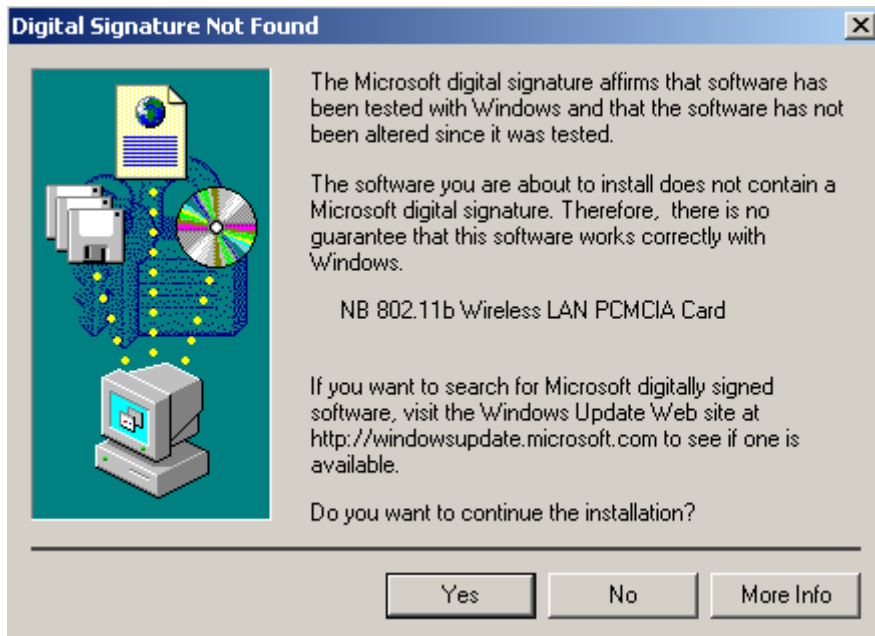 Digital Signature Not Found
The Microsoft digital signature affirms that software has
been tested with Windows and that the software has not
been altered since it was tested.
The software you are about to install does not contain a
Microsoft digital signature. Therefore,  there is no
guarantee that this software works correctly with
Windows.
NB 802.11b Wireless LAN PCMCIA Card
If you want to search for Microsoft digitally signed
software, visit the Windows Update Web site at
http://windowsupdate.microsoft.com to see if one is
available.
Do you want to continue the installation?
Yes No More Info